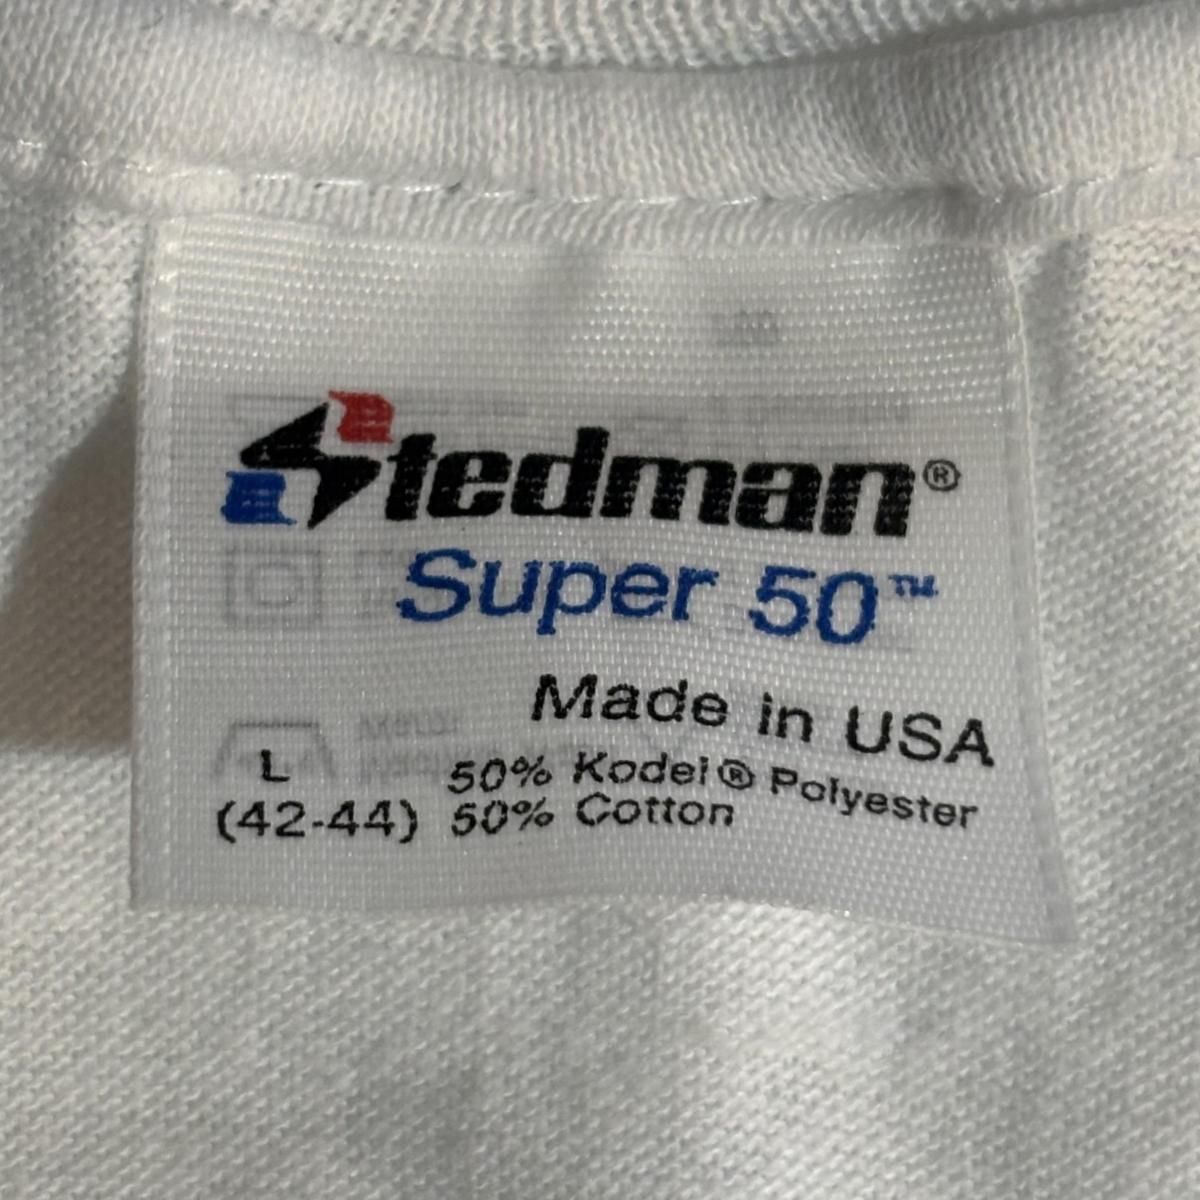 Stedman®
Super 50™
Made in USA
L
50% Kodel® Polyester
(42-44) 50% Cotton